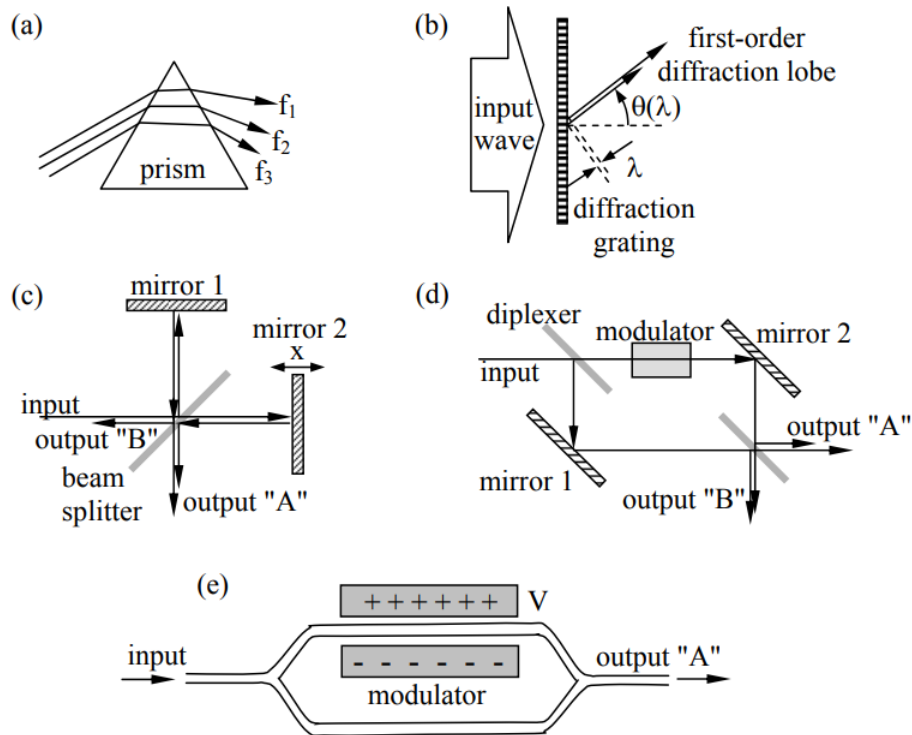 (a)
f1
f2
f3
prism
(b)
first-order
diffraction lobe
input
wave
θ(λ)
λ
diffraction
grating
(c)
mirror 1
mirror 2
x
input
output "B"
beam
splitter
output "A"
(d)
diplexer
modulator
mirror 2
input
output "A"
mirror 1
output "B"
(e)
+ + + + + +
V
input
- - - - - -
output "A"
modulator